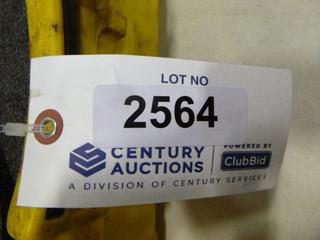 LOT NO
2564
CENTURY
AUCTIONS
POWERED BY
ClubBid
A DIVISION OF CENTURY SERVICES